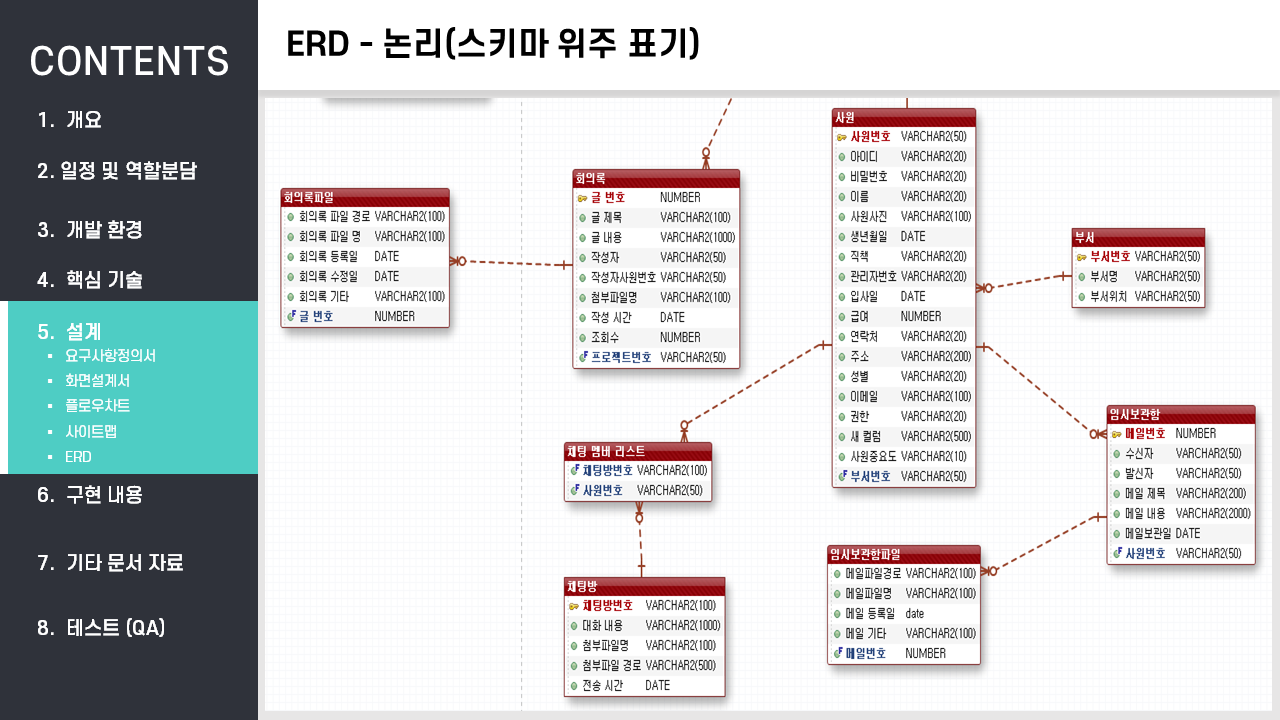 CONTENTS
1. 개요
2. 일정 및 역할분담
3. 개발 환경
4. 핵심 기술
5. 설계
▪ 요구사항정의서
▪ 화면설계서
▪ 플로우차트
▪ 사이트맵
▪ ERD
6. 구현 내용
7. 기타 문서 자료
8. 테스트 (QA)
ERD - 논리(스키마 위주 표기)
회의록파일
회의록 파일 경로 VARCHAR2(100)
회의록 파일 명 VARCHAR2(100)
회의록 등록일 DATE
회의록 수정일 DATE
회의록 기타 VARCHAR2(100)
글 번호 NUMBER
회의록
글 번호 NUMBER
글 제목 VARCHAR2(100)
글 내용 VARCHAR2(1000)
작성자 VARCHAR2(50)
작성자사원번호 VARCHAR2(50)
첨부파일명 VARCHAR2(100)
작성 시간 DATE
조회수 NUMBER
프로젝트번호 VARCHAR2(50)
사원
사원번호 VARCHAR2(50)
아이디 VARCHAR2(20)
비밀번호 VARCHAR2(20)
이름 VARCHAR2(20)
사원사진 VARCHAR2(100)
생년월일 DATE
직책 VARCHAR2(20)
관리자번호 VARCHAR2(20)
입사일 DATE
급여 NUMBER
연락처 VARCHAR2(20)
주소 VARCHAR2(200)
성별 VARCHAR2(20)
이메일 VARCHAR2(100)
권한 VARCHAR2(20)
새 컬럼 VARCHAR2(500)
사원중요도 VARCHAR2(10)
부서번호 VARCHAR2(50)
부서
부서번호 VARCHAR2(50)
부서명 VARCHAR2(50)
부서위치 VARCHAR2(50)
채팅 멤버 리스트
채팅방번호 VARCHAR2(100)
사원번호 VARCHAR2(50)
채팅방
채팅방번호 VARCHAR2(100)
대화 내용 VARCHAR2(1000)
첨부파일명 VARCHAR2(100)
첨부파일 경로 VARCHAR2(500)
전송 시간 DATE
임시보관함
메일번호 NUMBER
수신자 VARCHAR2(50)
발신자 VARCHAR2(50)
메일 제목 VARCHAR2(200)
메일 내용 VARCHAR2(2000)
메일보관일 DATE
사원번호 VARCHAR2(50)
임시보관함파일
메일파일경로 VARCHAR2(100)
메일파일명 VARCHAR2(100)
메일 등록일 date
메일 기타 VARCHAR2(100)
메일번호 NUMBER